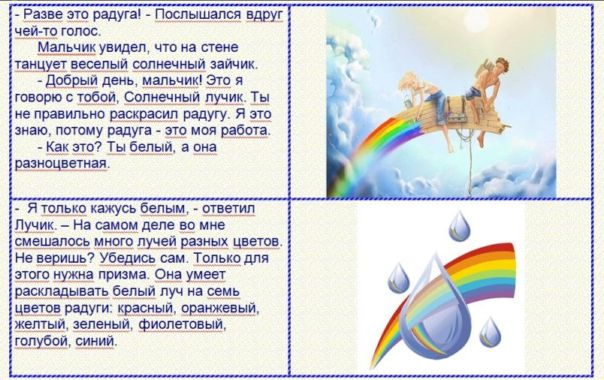 - Разве это радуга! - Послышался вдруг
чей-то голос.
Мальчик увидел, что на стене
танцует веселый солнечный зайчик.
- Добрый день, мальчик! Это я
говорю с тобой, Солнечный лучик. Ты
не правильно раскрасил радугу. Я это
знаю, потому радуга - это моя работа.
- Как это? Ты белый, а она
разноцветная.
- Я только кажусь белым, - ответил
Лучик. – На самом деле во мне
смешалось много лучей разных цветов.
Не веришь? Убедись сам. Только для
этого нужна призма. Она умеет
раскладывать белый луч на семь
цветов радуги: красный, оранжевый,
желтый, зеленый, фиолетовый,
голубой, синий.